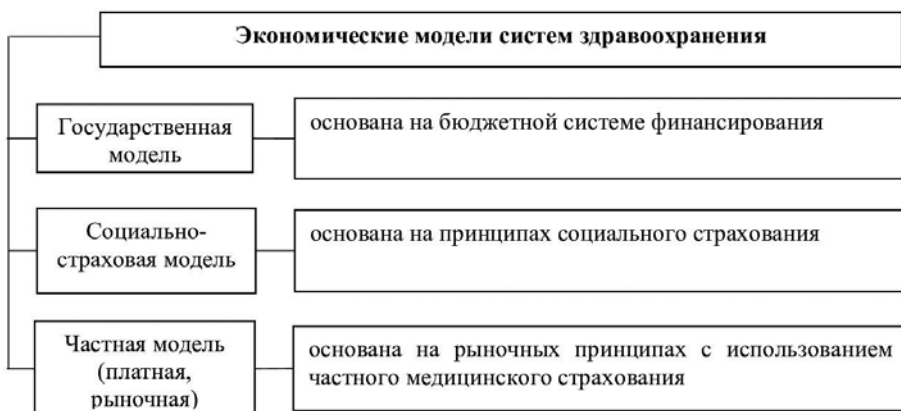 Экономические модели систем здравоохранения
Государственная
модель
основана на бюджетной системе финансирования
Социально-
страховая модель
основана на принципах социального страхования
Частная модель
(платная,
рыночная)
основана на рыночных принципах с использованием
частного медицинского страхования